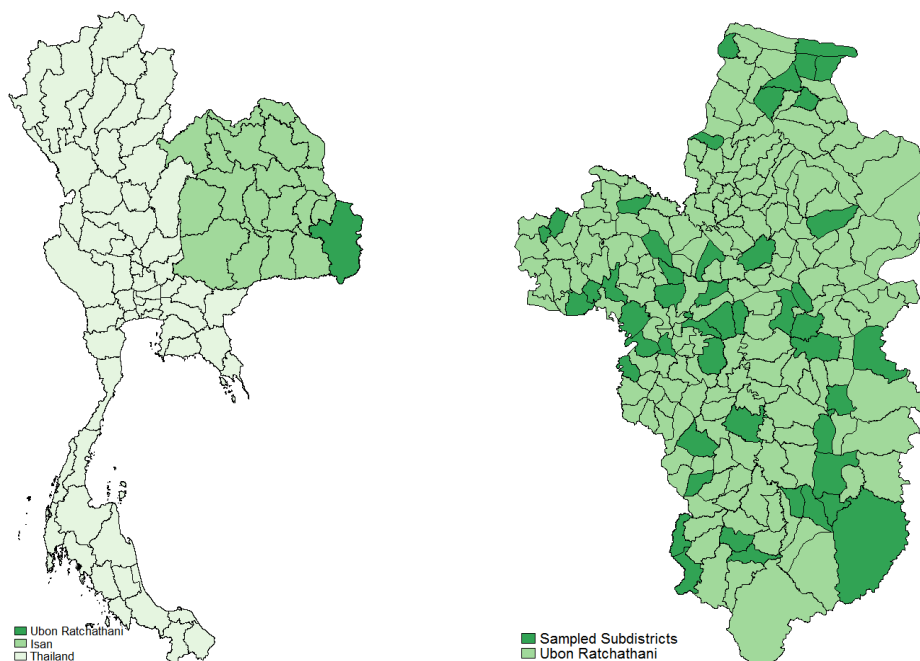 Ubon Ratchathani
Isan
Thailand
Sampled Subdistricts
Ubon Ratchathani